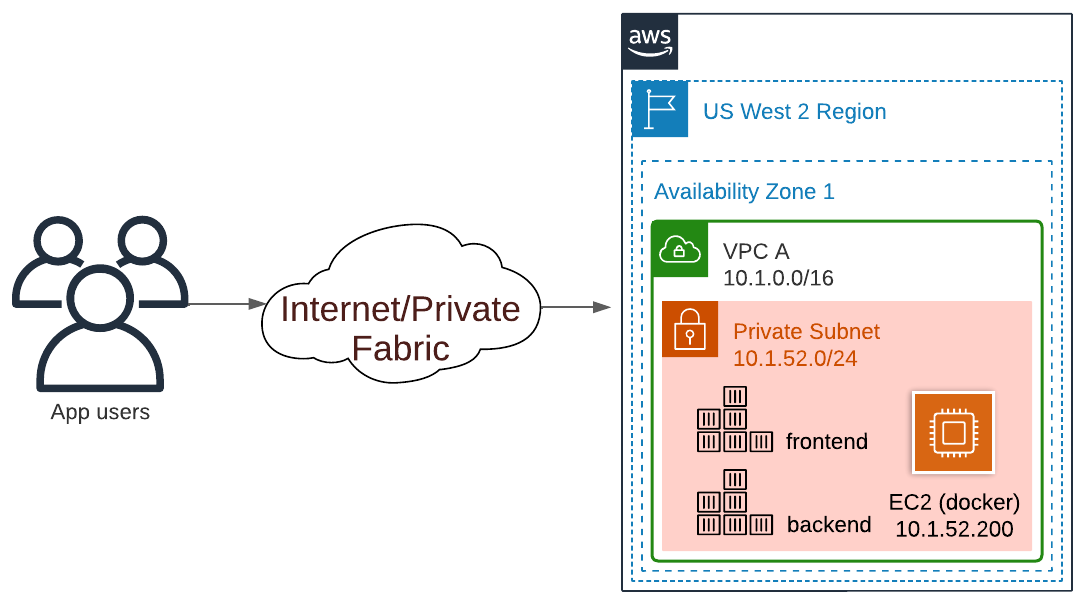 aws
US West 2 Region
Availability Zone 1
VPC A
10.1.0.0/16
Private Subnet
10.1.52.0/24
Internet/Private
Fabric
App users
frontend
backend
EC2 (docker)
10.1.52.200